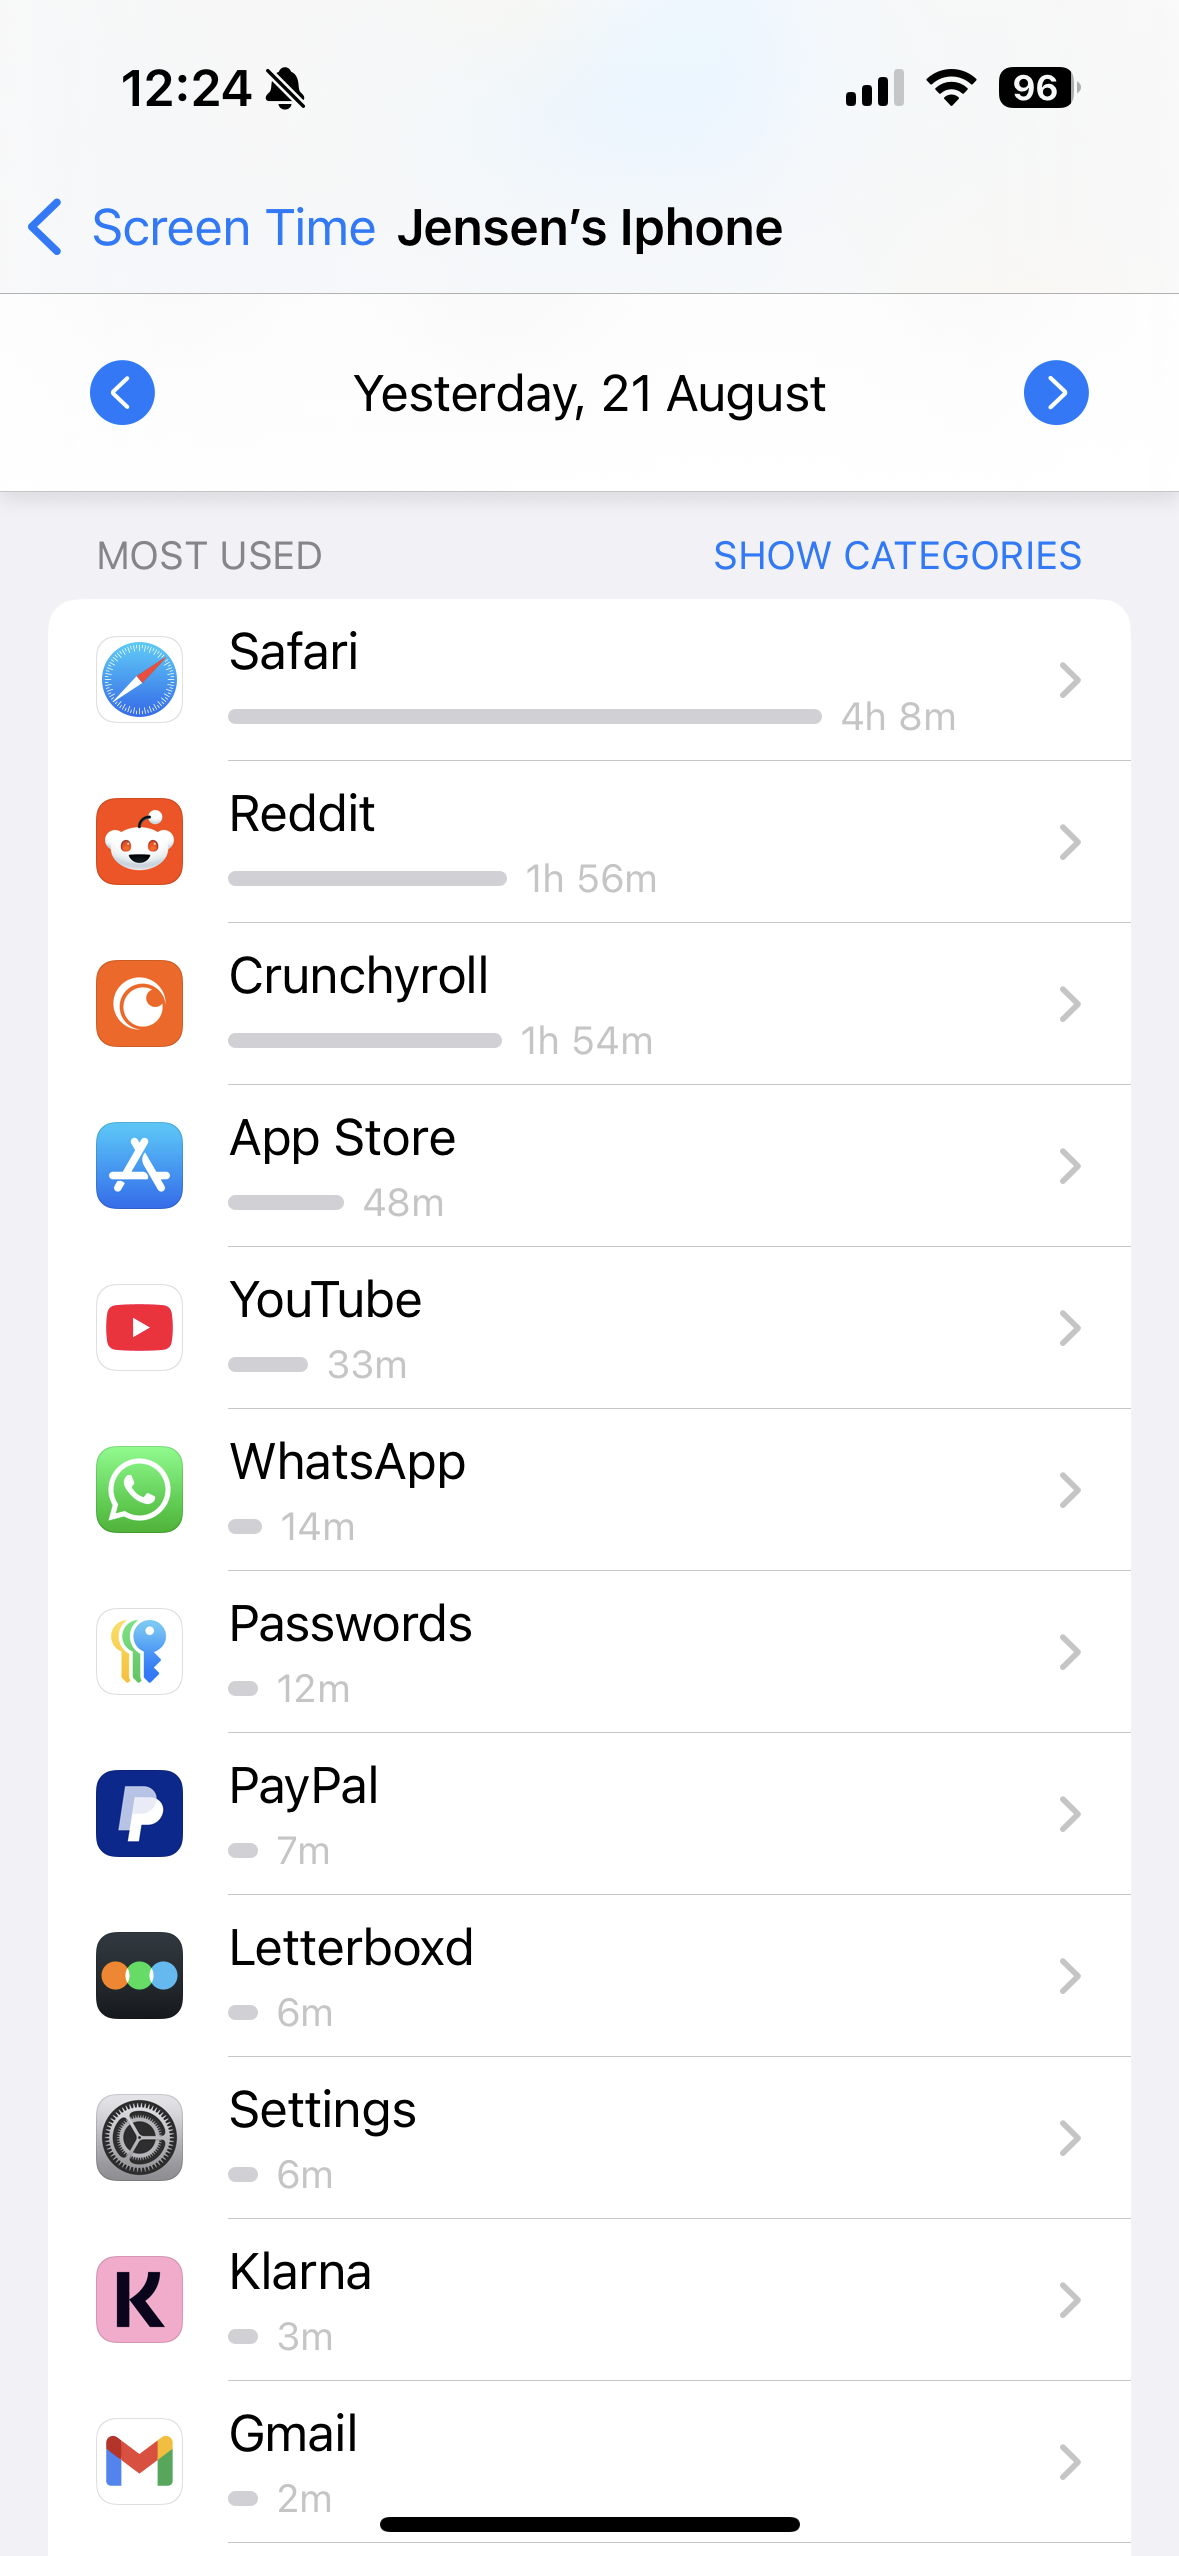 12:24
96
Screen Time Jensen’s Iphone
Yesterday, 21 August
MOST USED SHOW CATEGORIES
Safari
4h 8m
Reddit
1h 56m
Crunchyroll
1h 54m
App Store
48m
YouTube
33m
WhatsApp
14m
Passwords
12m
PayPal
7m
Letterboxd
6m
Settings
6m
Klarna
3m
Gmail
2m